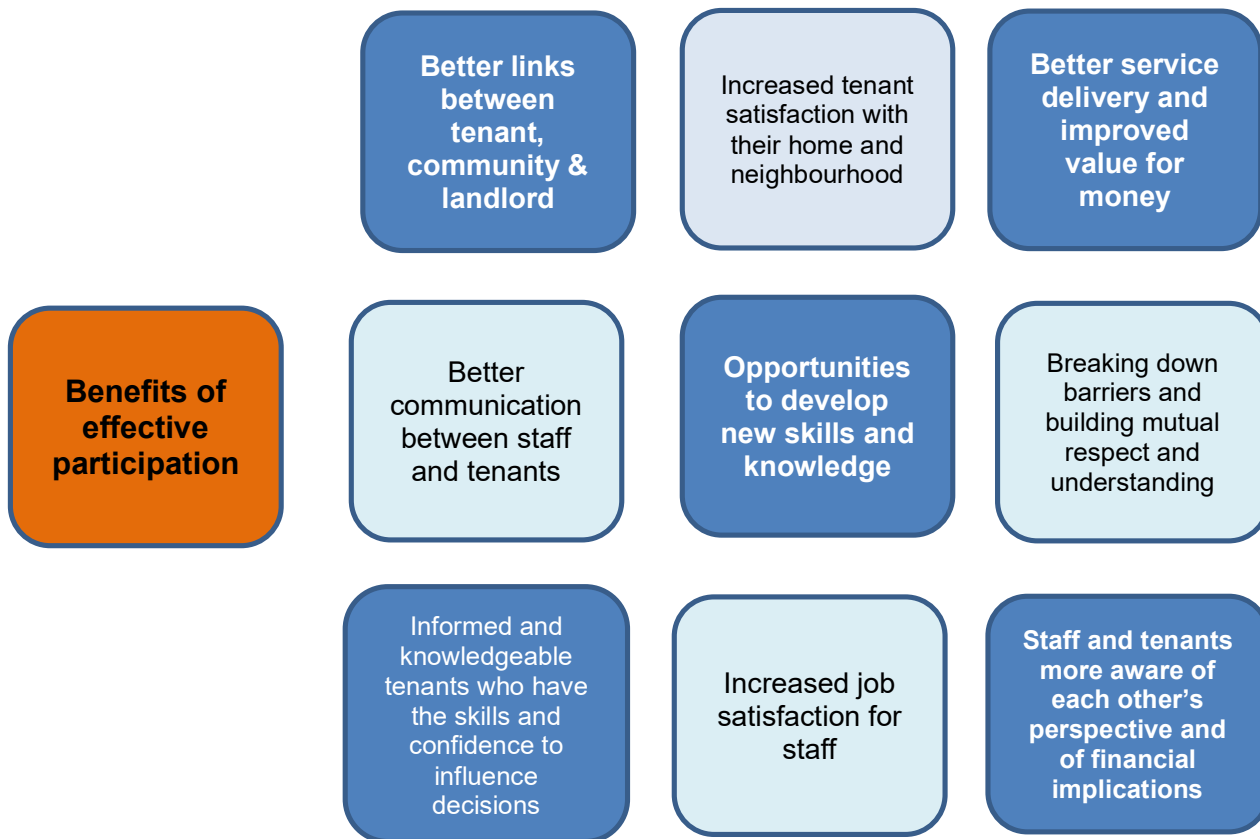 Better links
between
tenant,
community &
landlord
Increased tenant
satisfaction with
their home and
neighbourhood
Better service
delivery and
improved
value for
money
Benefits of
effective
participation
Better
communication
between staff
and tenants
Opportunities
to develop
new skills and
knowledge
Breaking down
barriers and
building mutual
respect and
understanding
Informed and
knowledgeable
tenants who have
the skills and
confidence to
influence
decisions
Increased job
satisfaction for
staff
Staff and tenants
more aware of
each other’s
perspective and
of financial
implications